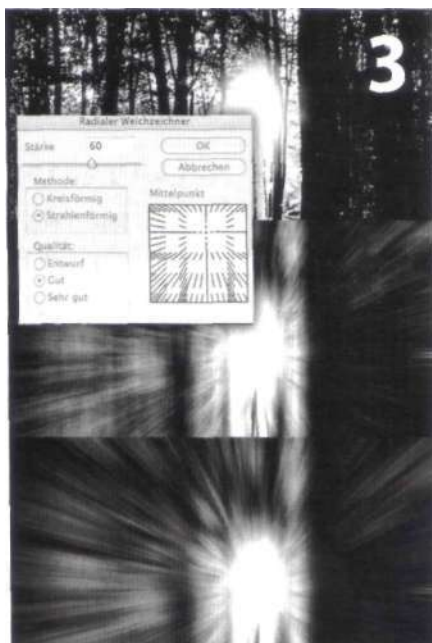 3
Radialer Weichzeichner
Stärke 60
OK
Abbrechen
Methode:
Kreisförmig
Strahlenförmig
Mittelpunkt
Qualität:
Entwurf
Gut
Sehr gut